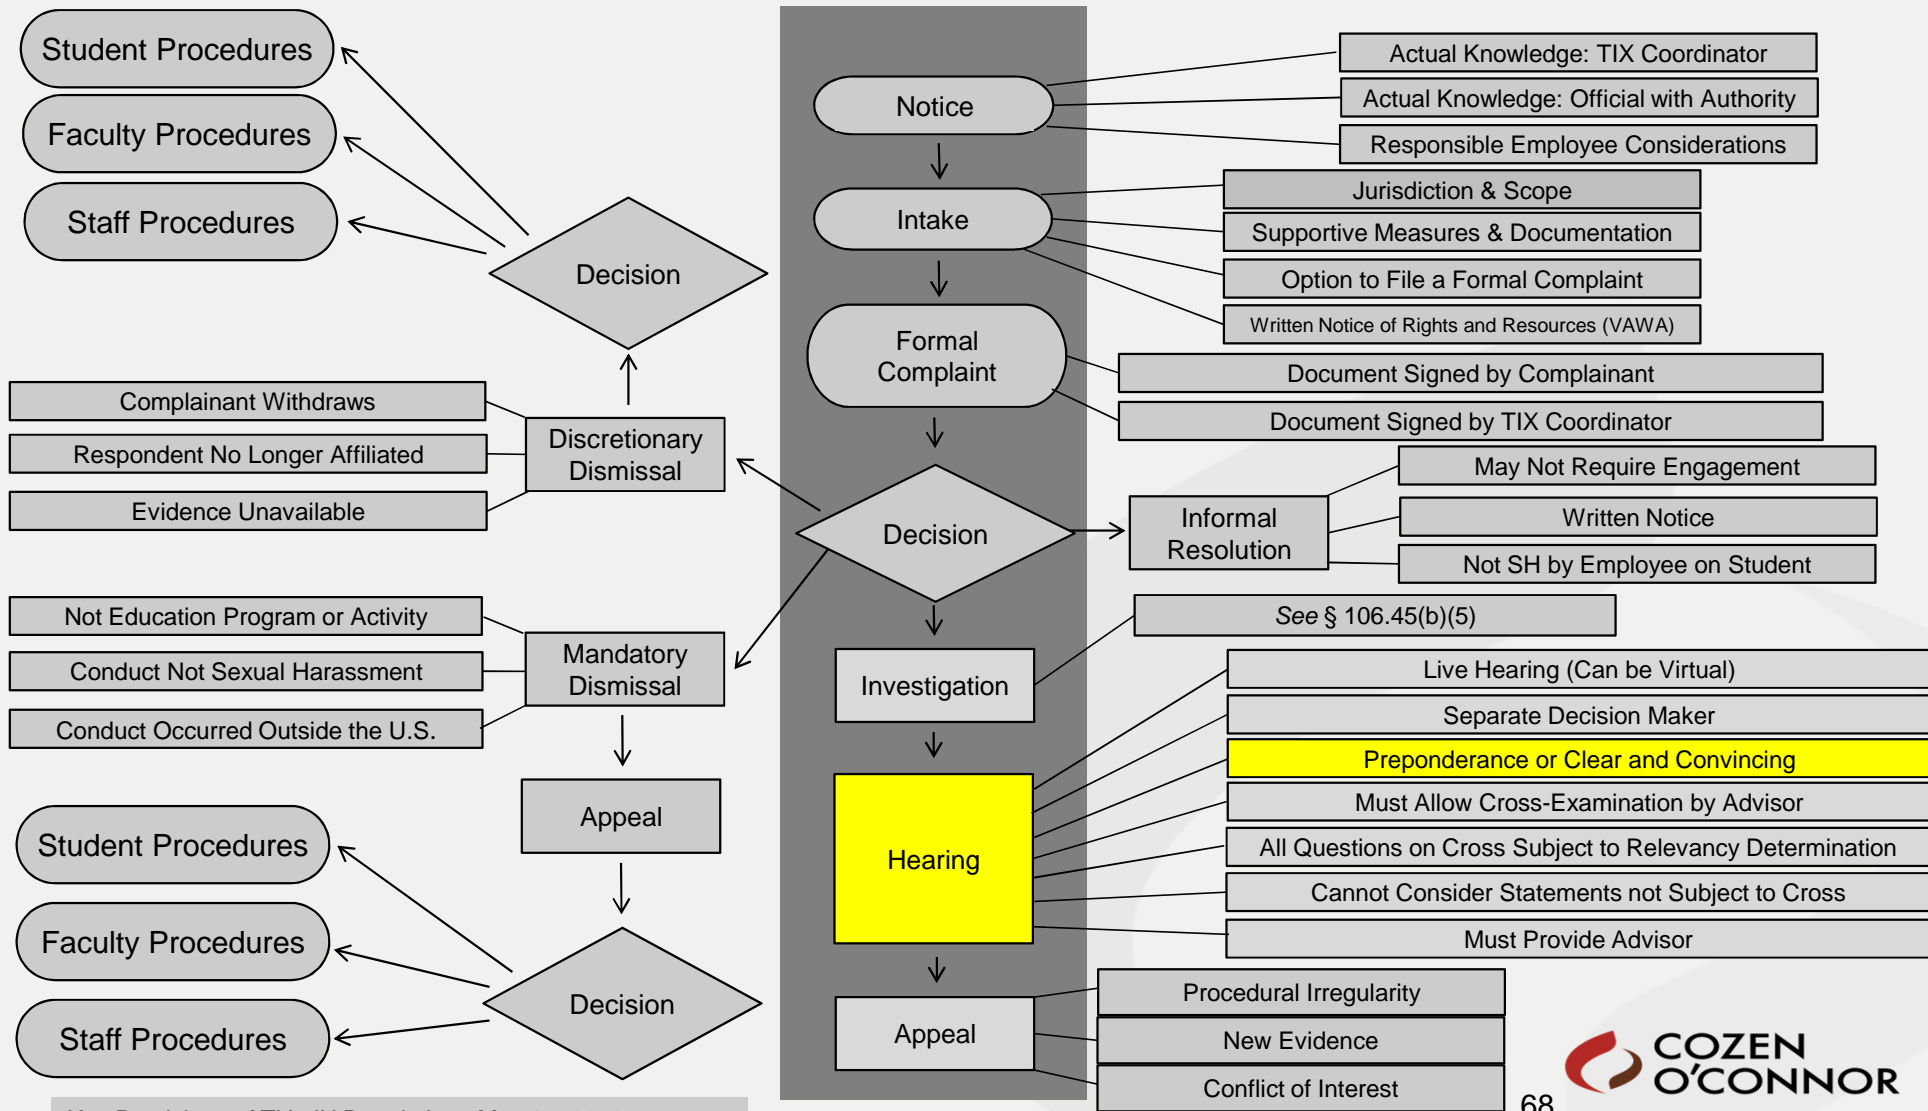 Student Procedures
Faculty Procedures
Staff Procedures
Decision
Complainant Withdraws
Respondent No Longer Affiliated
Evidence Unavailable
Discretionary
Dismissal
Not Education Program or Activity
Conduct Not Sexual Harassment
Conduct Occurred Outside the U.S.
Mandatory
Dismissal
Appeal
Student Procedures
Faculty Procedures
Staff Procedures
Decision
Notice
Intake
Formal
Complaint
Decision
Investigation
Hearing
Appeal
Actual Knowledge: TIX Coordinator
Actual Knowledge: Official with Authority
Responsible Employee Considerations
Jurisdiction & Scope
Supportive Measures & Documentation
Option to File a Formal Complaint
Written Notice of Rights and Resources (VAWA)
Document Signed by Complainant
Document Signed by TIX Coordinator
Informal
Resolution
May Not Require Engagement
Written Notice
Not SH by Employee on Student
See § 106.45(b)(5)
Live Hearing (Can be Virtual)
Separate Decision Maker
Preponderance or Clear and Convincing
Must Allow Cross-Examination by Advisor
All Questions on Cross Subject to Relevancy Determination
Cannot Consider Statements not Subject to Cross
Must Provide Advisor
Procedural Irregularity
New Evidence
Conflict of Interest
COZEN
O'CONNOR
68